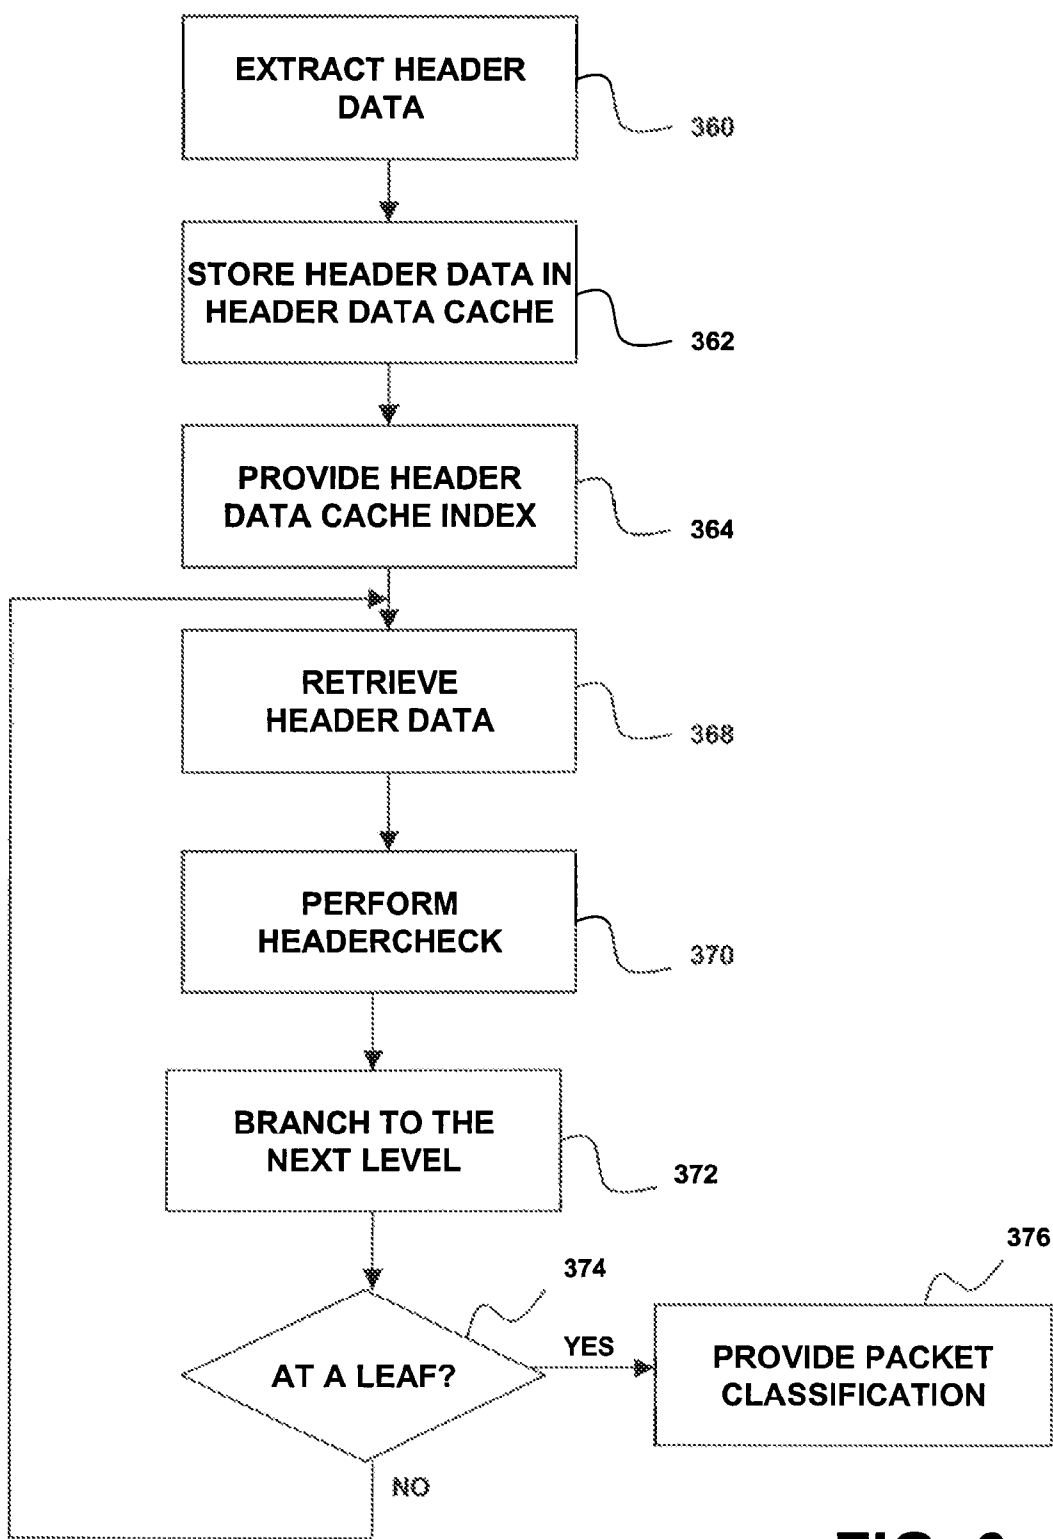 EXTRACT HEADER
DATA
360
STORE HEADER DATA IN
HEADER DATA CACHE
362
PROVIDE HEADER
DATA CACHE INDEX
364
RETRIEVE
HEADER DATA
368
PERFORM
HEADERCHECK
370
BRANCH TO THE
NEXT LEVEL
372
374
376
AT A LEAF?
YES
PROVIDE PACKET
CLASSIFICATION
NO